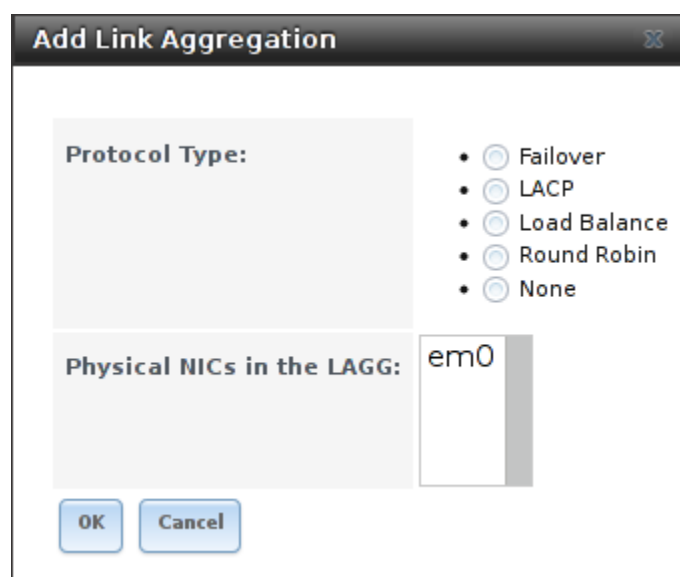 Add Link Aggregation
Protocol Type:
Failover
LACP
Load Balance
Round Robin
None
Physical NICs in the LAGG:
em0
OK
Cancel